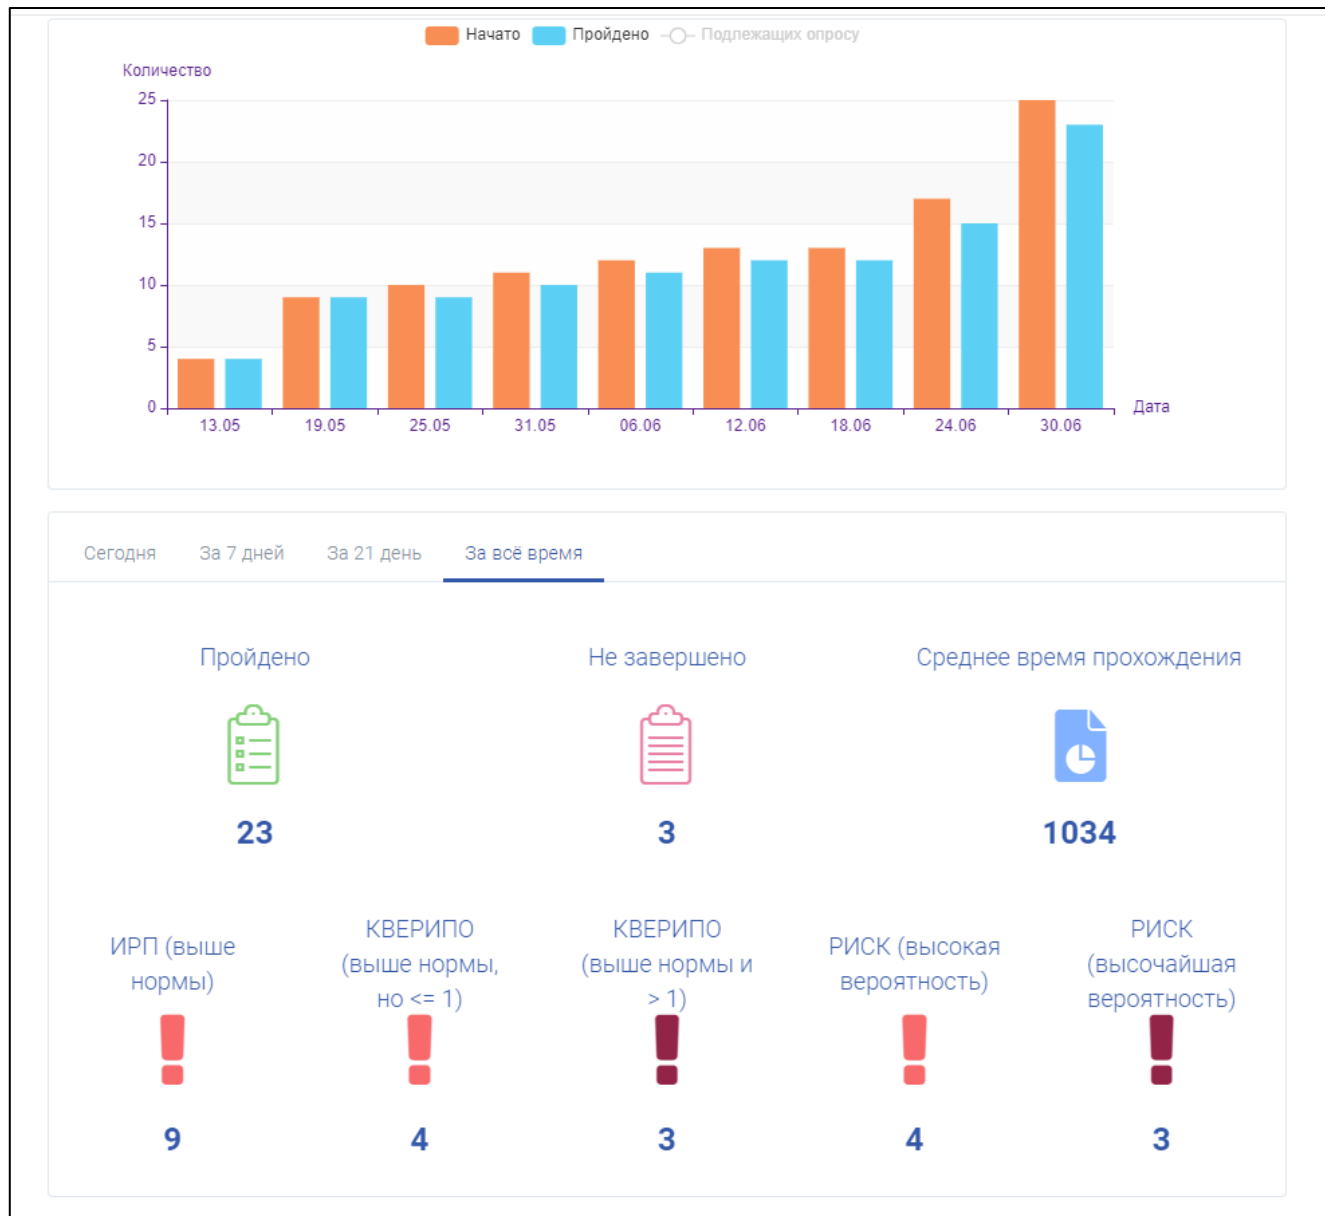 Начато Пройдено Подлежащих опросу
Количество
25
20
15
10
5
0
13.05 19.05 25.05 31.05 06.06 12.06 18.06 24.06 30.06
Дата
Сегодня За 7 дней За 21 день За всё время
Пройдено Не завершено Среднее время прохождения
23 3 1034
ИРП (выше
нормы)
КВЕРИПО
(выше нормы,
но <= 1)
КВЕРИПО
(выше нормы и
> 1)
РИСК (высокая
вероятность)
РИСК
(высочайшая
вероятность)
9 4 3 4 3